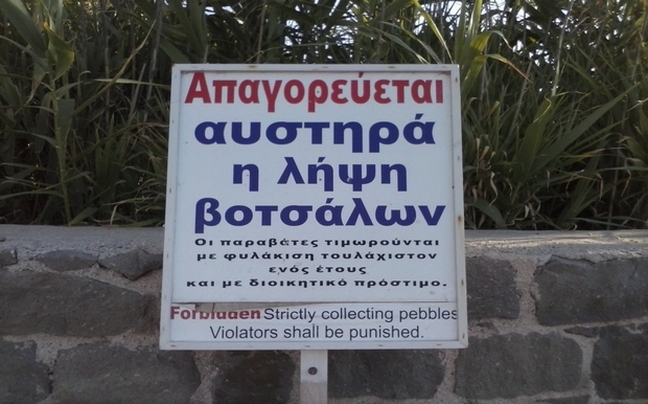 Απαγορεύεται
αυστηρά
η λήψη
βοτσάλων
Οι παραβάτες τιμωρούνται
με φυλάκιση τουλάχιστον
ενός έτους
και με διοικητικό πρόστιμο.
Forbidden Strictly collecting pebbles
Violators shall be punished.